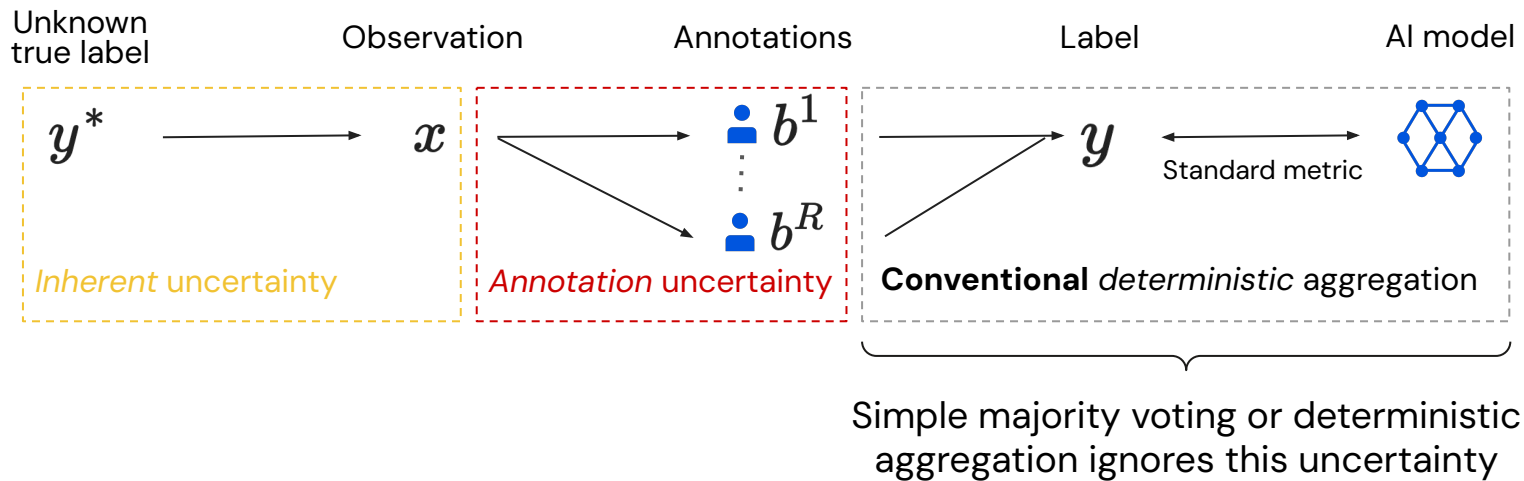 Unknown
true label
Observation
Annotations
Label
AI model
y*
x
b¹
y
Standard metric
b^R
Inherent uncertainty
Annotation uncertainty
Conventional deterministic aggregation
Simple majority voting or deterministic
aggregation ignores this uncertainty